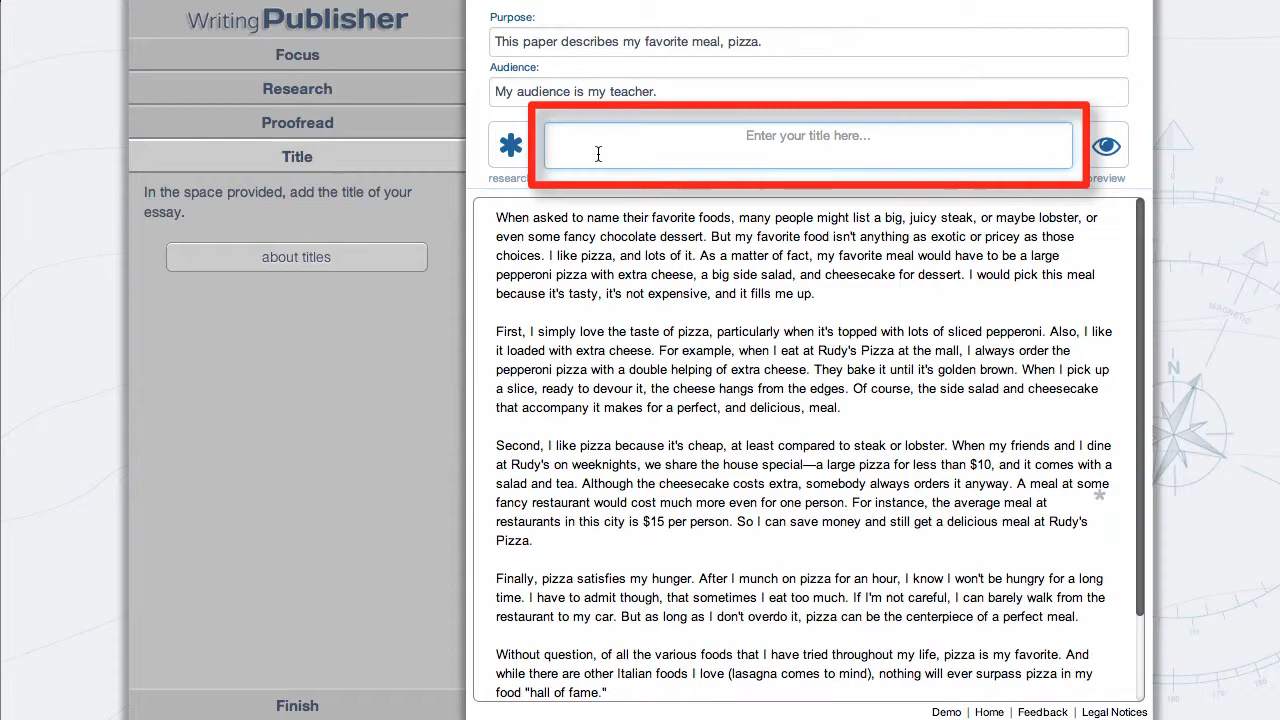 WritingPublisher
Focus
Research
Proofread
Title
In the space provided, add the title of your
essay.
about titles
Finish
Purpose:
This paper describes my favorite meal, pizza.
Audience:
My audience is my teacher.
Enter your title here...
When asked to name their favorite foods, many people might list a big, juicy steak, or maybe lobster, or
even some fancy chocolate dessert. But my favorite food isn't anything as exotic or pricey as those
choices. I like pizza, and lots of it. As a matter of fact, my favorite meal would have to be a large
pepperoni pizza with extra cheese, a big side salad, and cheesecake for dessert. I would pick this meal
because it's tasty, it's not expensive, and it fills me up.
First, I simply love the taste of pizza, particularly when it's topped with lots of sliced pepperoni. Also, I like
it loaded with extra cheese. For example, when I eat at Rudy's Pizza at the mall, I always order the
pepperoni pizza with a double helping of extra cheese. They bake it until it's golden brown. When I pick up
a slice, ready to devour it, the cheese hangs from the edges. Of course, the side salad and cheesecake
that accompany it makes for a perfect, and delicious, meal.
Second, I like pizza because it's cheap, at least compared to steak or lobster. When my friends and I dine
at Rudy's on weeknights, we share the house special—a large pizza for less than $10, and it comes with a
salad and tea. Although the cheesecake costs extra, somebody always orders it anyway. A meal at some
fancy restaurant would cost much more even for one person. For instance, the average meal at
restaurants in this city is $15 per person. So I can save money and still get a delicious meal at Rudy's
Pizza.
Finally, pizza satisfies my hunger. After I munch on pizza for an hour, I know I won't be hungry for a long
time. I have to admit though, that sometimes I eat too much. If I'm not careful, I can barely walk from the
restaurant to my car. But as long as I don't overdo it, pizza can be the centerpiece of a perfect meal.
Without question, of all the various foods that I have tried throughout my life, pizza is my favorite. And
while there are other Italian foods I love (lasagna comes to mind), nothing will ever surpass pizza in my
food "hall of fame."
Demo | Home | Feedback | Legal Notices
N
MAGNETIC